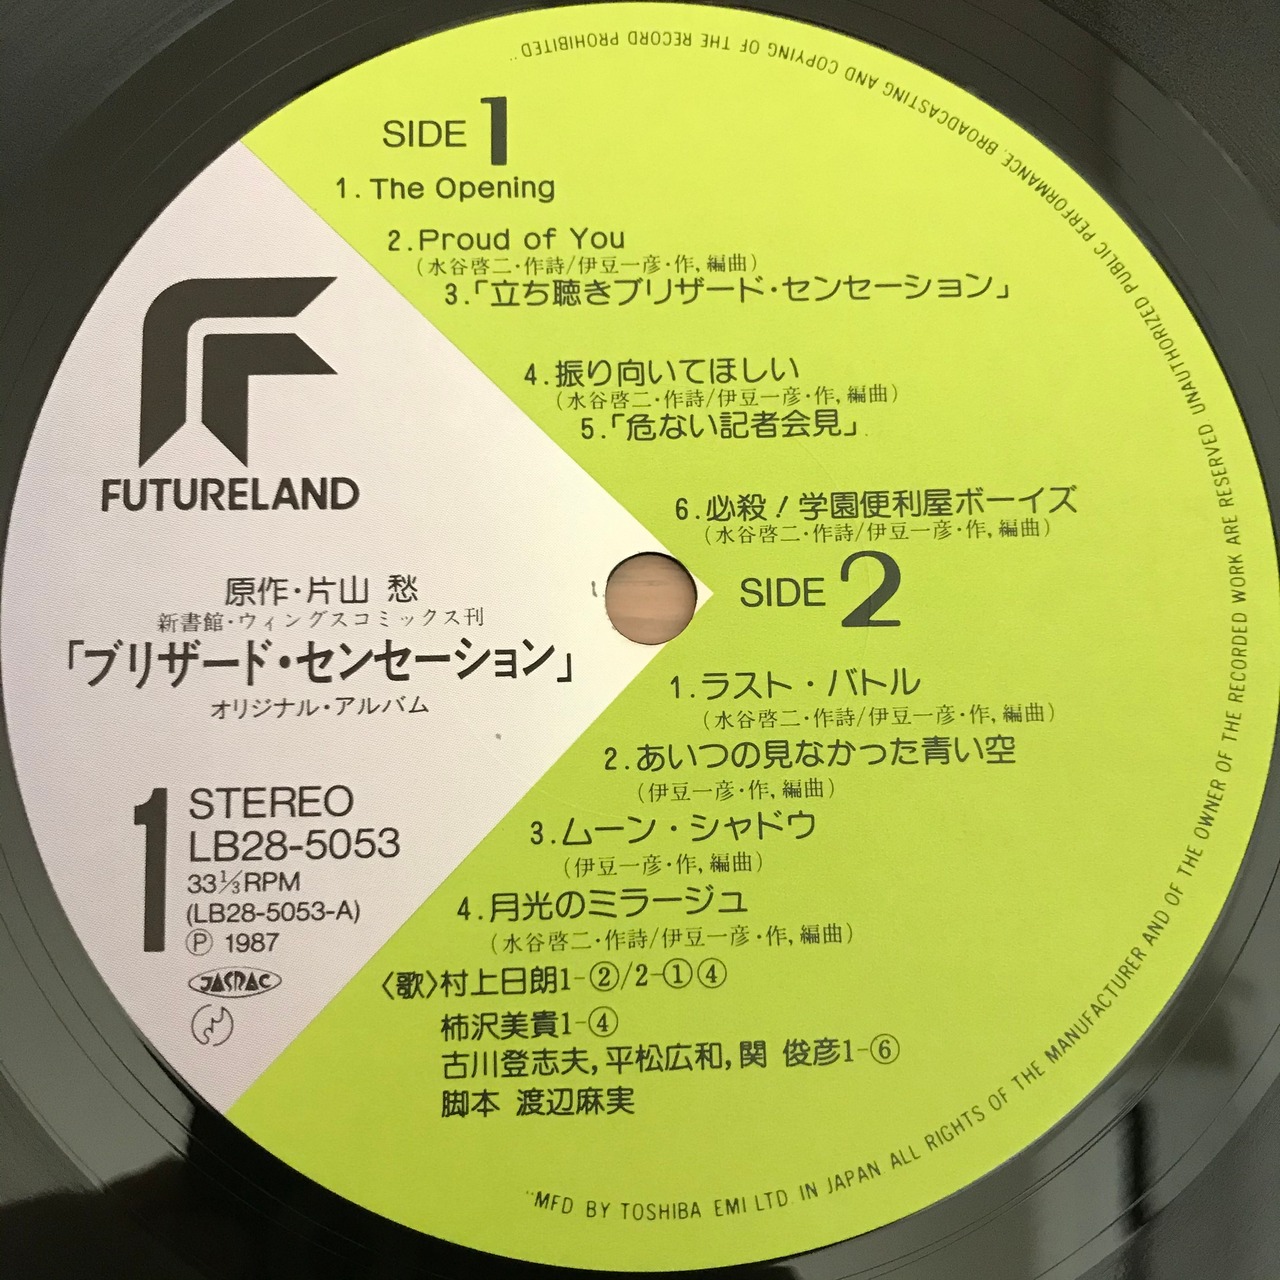 SIDE 1
1. The Opening
2. Proud of You
(水谷啓二・作詩/伊豆一彦・作, 編曲)
3.「立ち聴きブリザード・センセーション」
4. 振り向いてほしい
(水谷啓二・作詩/伊豆一彦・作, 編曲)
5.「危ない記者会見」
6. 必殺!学園便利屋ボーイズ
(水谷啓二・作詩/伊豆一彦・作, 編曲)
SIDE 2
1. ラスト・バトル
(水谷啓二・作詩/伊豆一彦・作, 編曲)
2. あいつの見なかった青い空
(伊豆一彦・作, 編曲)
3. ムーン・シャドウ
(伊豆一彦・作, 編曲)
4. 月光のミラージュ
(水谷啓二・作詩/伊豆一彦・作, 編曲)
〈歌〉村上日朗1-②/2-①④
柿沢美貴1-④
古川登志夫, 平松広和, 関 俊彦1-⑥
脚本 渡辺麻実
FUTURELAND
原作・片山 愁
新書館・ウィングスコミックス刊
「ブリザード・センセーション」
オリジナル・アルバム
1
STEREO
LB28-5053
33⅓RPM
(LB28-5053-A)
Ⓟ 1987
JASRAC
"MFD BY TOSHIBA EMI LTD. IN JAPAN ALL RIGHTS OF THE MANUFACTURER AND OF THE OWNER OF THE RECORDED WORK ARE RESERVED UNAUTHORIZED PUBLIC PERFORMANCE. BROADCASTING AND COPYING OF THE RECORD PROHIBITED"